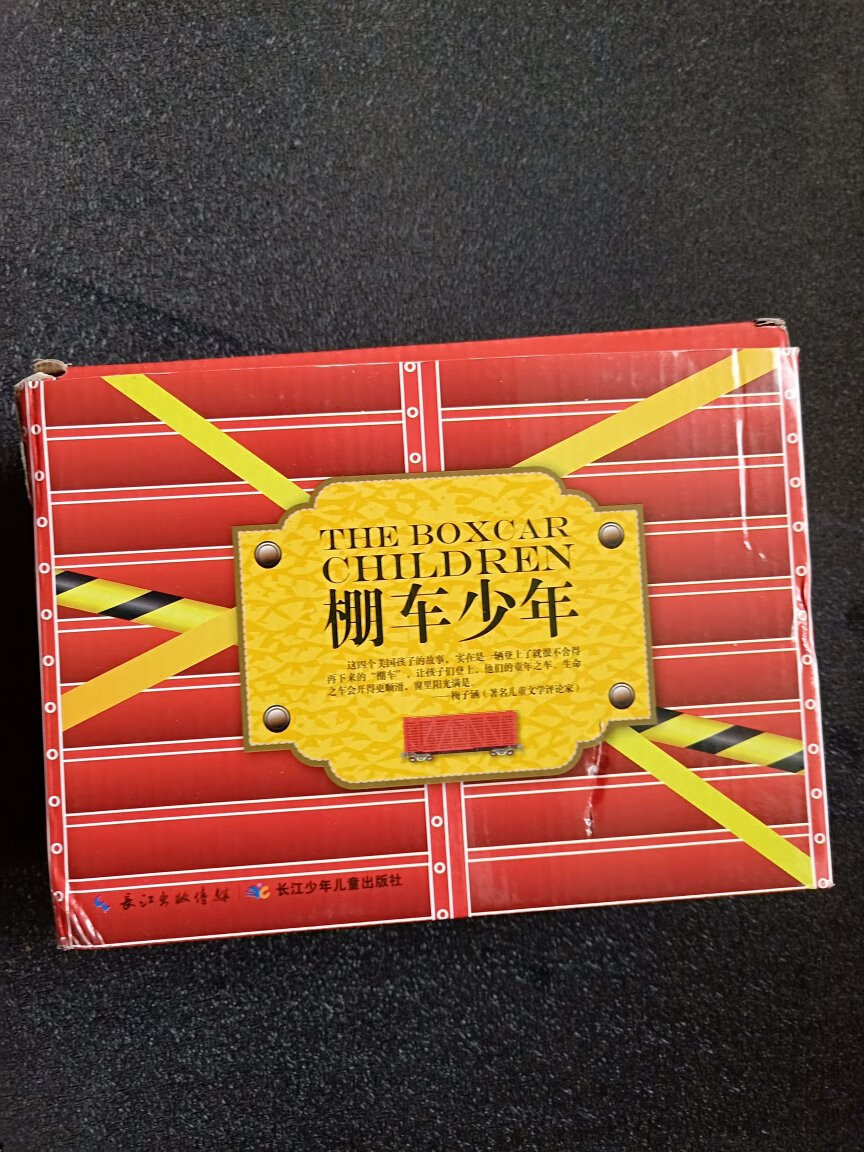 THE BOXCAR
CHILDREN
棚车少年
这四个美国孩子的故事，实在是一辆登上了就很不舍得
再下来的“棚车”，让孩子们登上，他们的童年之车、生命
之车会开得更顺溜，窗里阳光满是。
——梅子涵（著名儿童文学评论家）
长江出版传媒 长江少年儿童出版社